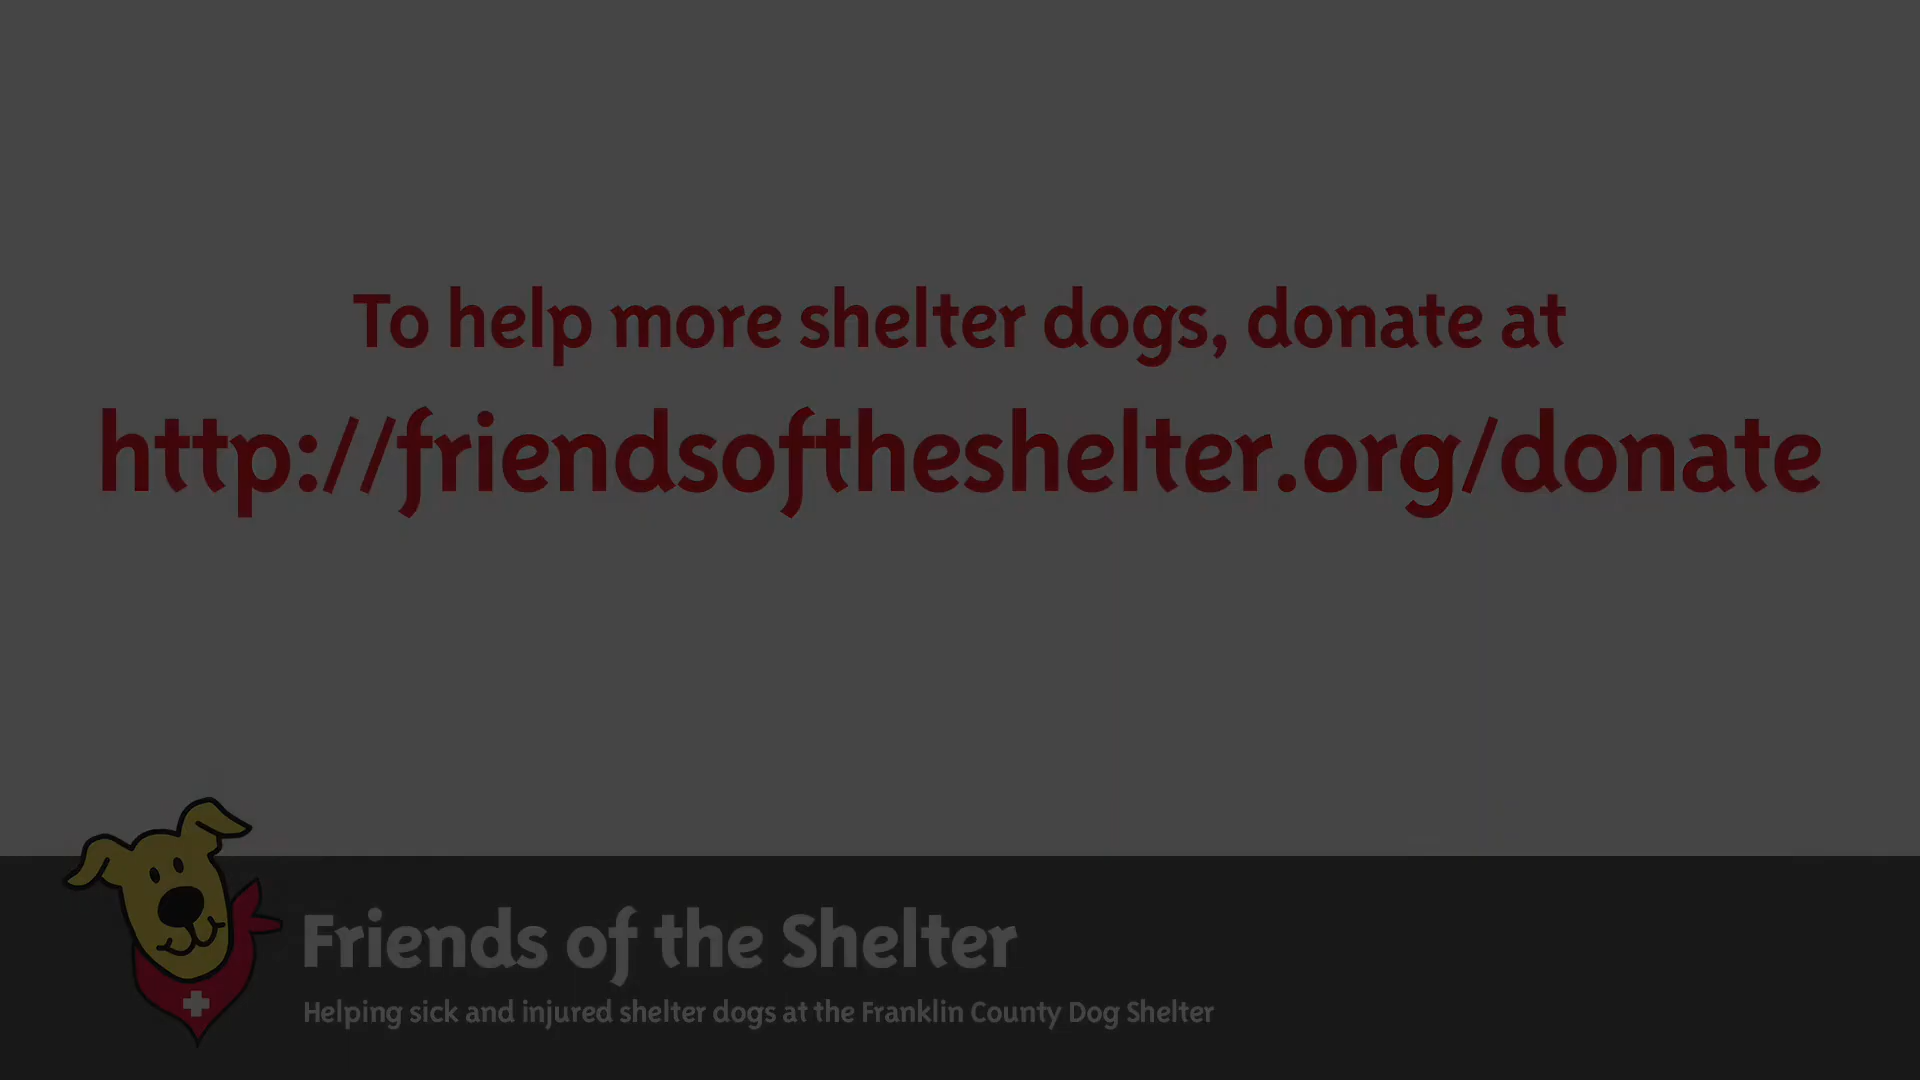 To help more shelter dogs, donate at
http://friendsoftheshelter.org/donate
Friends of the Shelter
Helping sick and injured shelter dogs at the Franklin County Dog Shelter